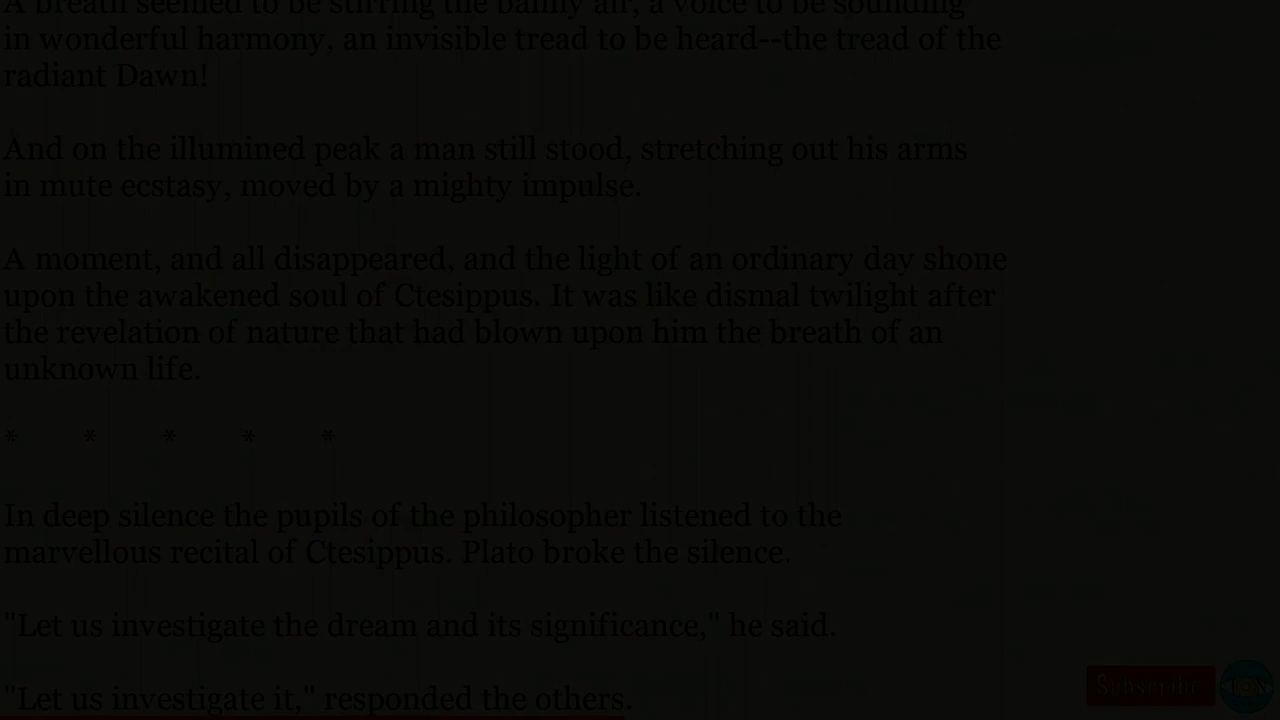 A breath seemed to be stirring the balmy air, a voice to be sounding
in wonderful harmony, an invisible tread to be heard--the tread of the
radiant Dawn!
And on the illumined peak a man still stood, stretching out his arms
in mute ecstasy, moved by a mighty impulse.
A moment, and all disappeared, and the light of an ordinary day shone
upon the awakened soul of Ctesippus. It was like dismal twilight after
the revelation of nature that had blown upon him the breath of an
unknown life.
* * * * *
In deep silence the pupils of the philosopher listened to the
marvellous recital of Ctesippus. Plato broke the silence.
"Let us investigate the dream and its significance," he said.
"Let us investigate it," responded the others.
Subscribe